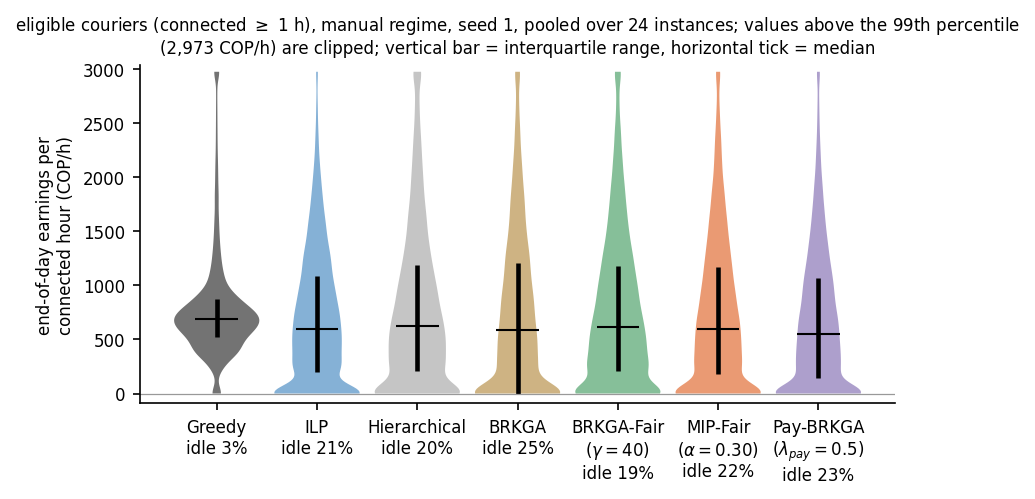 eligible couriers (connected ≥ 1 h), manual regime, seed 1, pooled over 24 instances; values above the 99th percentile
(2,973 COP/h) are clipped; vertical bar = interquartile range, horizontal tick = median
end-of-day earnings per
connected hour (COP/h)
3000
2500
2000
1500
1000
500
0
Greedy
idle 3%
ILP
idle 21%
Hierarchical
idle 20%
BRKGA
idle 25%
BRKGA-Fair
(γ = 40)
idle 19%
MIP-Fair
(α = 0.30)
idle 22%
Pay-BRKGA
(λ_pay = 0.5)
idle 23%